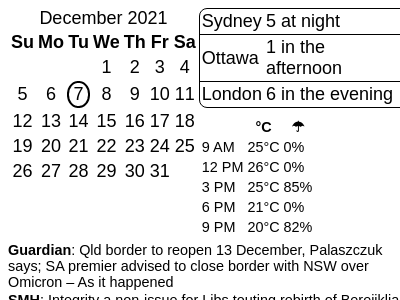 December 2021
Su Mo Tu We Th Fr Sa
1 2 3 4
5 6 7 8 9 10 11
12 13 14 15 16 17 18
19 20 21 22 23 24 25
26 27 28 29 30 31
Sydney 5 at night
Ottawa 1 in the
afternoon
London 6 in the evening
°C ☂
9 AM 25°C 0%
12 PM 26°C 0%
3 PM 25°C 85%
6 PM 21°C 0%
9 PM 20°C 82%
Guardian: Qld border to reopen 13 December, Palaszczuk
says; SA premier advised to close border with NSW over
Omicron – As it happened
SMH: Integrity a non-issue for Libs touting rebirth of Berejiklia